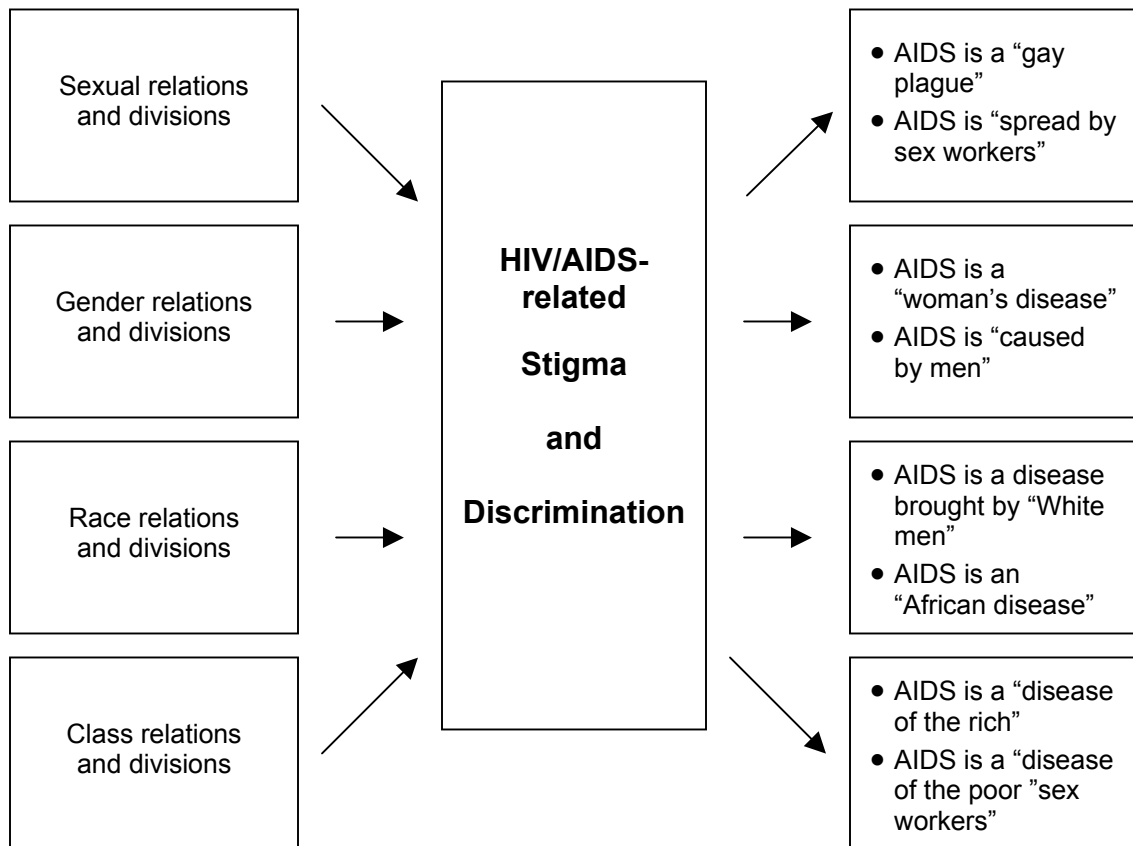 Sexual relations
and divisions
Gender relations
and divisions
Race relations
and divisions
Class relations
and divisions
HIV/AIDS-
related
Stigma
and
Discrimination
• AIDS is a “gay
plague”
• AIDS is “spread by
sex workers”
• AIDS is a
“woman’s disease”
• AIDS is “caused
by men”
• AIDS is a disease
brought by “White
men”
• AIDS is an
“African disease”
• AIDS is a “disease
of the rich”
• AIDS is a “disease
of the poor ”sex
workers”